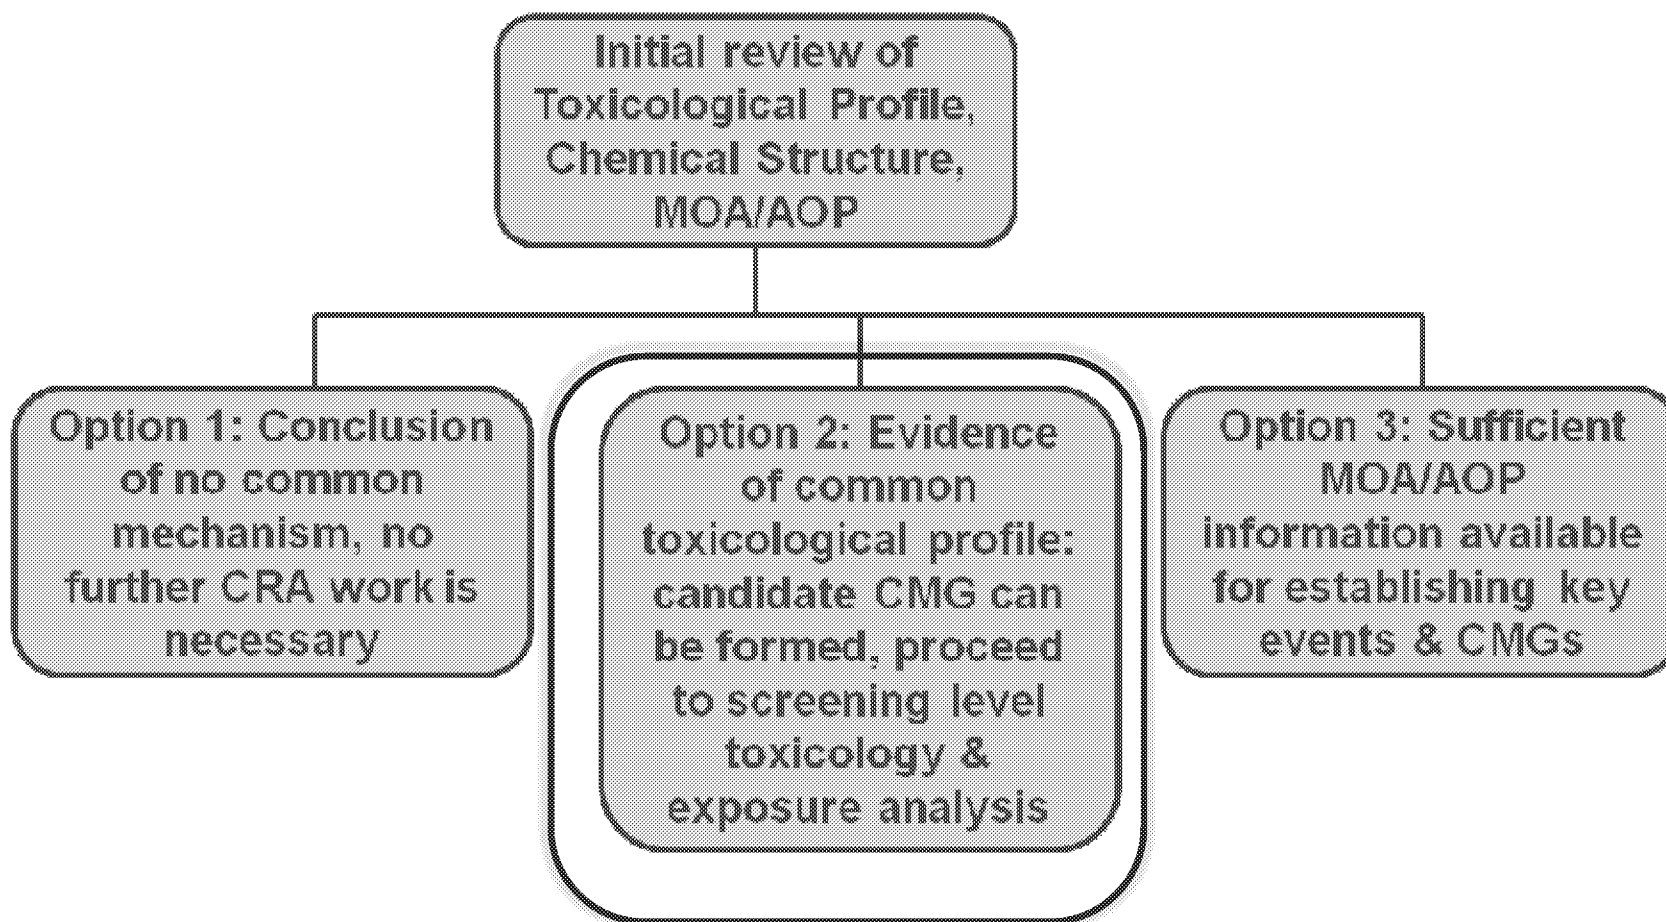 Initial review of
Toxicological Profile,
Chemical Structure,
MOA/AOP
Option 1: Conclusion
of no common
mechanism, no
further CRA work is
necessary
Option 2: Evidence
of common
toxicological profile:
candidate CMG can
be formed, proceed
to screening level
toxicology &
exposure analysis
Option 3: Sufficient
MOA/AOP
information available
for establishing key
events & CMGs